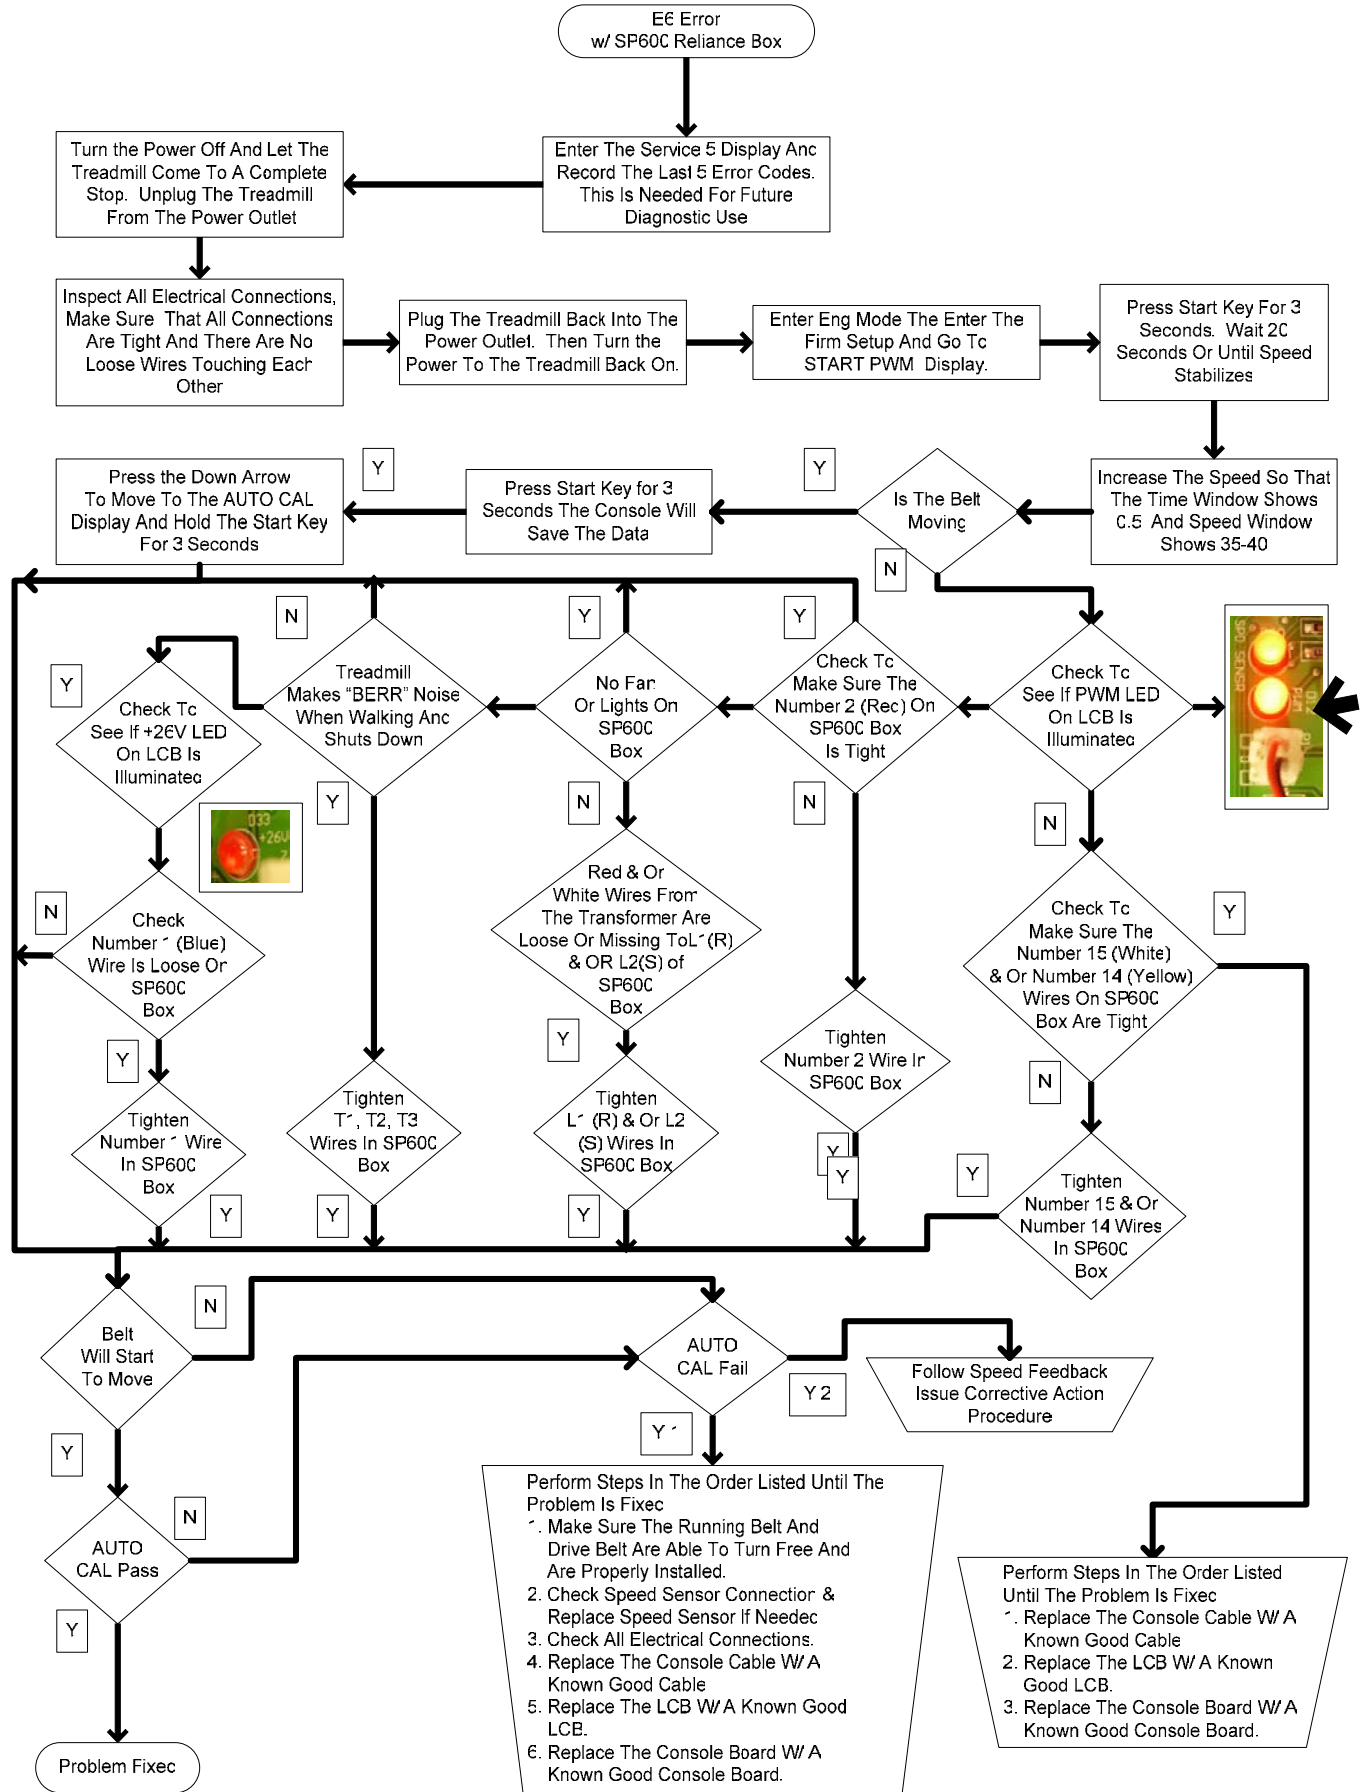 E6 Error
w/ SP600 Reliance Box
Turn the Power Off And Let The
Treadmill Come To A Complete
Stop. Unplug The Treadmill
From The Power Outlet
Enter The Service 5 Display And
Record The Last 5 Error Codes.
This Is Needed For Future
Diagnostic Use
Inspect All Electrical Connections,
Make Sure That All Connections
Are Tight And There Are No
Loose Wires Touching Each
Other
Plug The Treadmill Back Into The
Power Outlet. Then Turn the
Power To The Treadmill Back On.
Enter Eng Mode The Enter The
Firm Setup And Go To
START PWM Display.
Press Start Key For 3
Seconds. Wait 20
Seconds Or Until Speed
Stabilizes
Press the Down Arrow
To Move To The AUTO CAL
Display And Hold The Start Key
For 3 Seconds
Y
Press Start Key for 3
Seconds The Console Will
Save The Data
Y
Is The Belt
Moving
Increase The Speed So That
The Time Window Shows
0.5 And Speed Window
Shows 35-40
N
N
Y
Y
Y
Check To
See If +26V LED
On LCB Is
Illuminated
Treadmill
Makes "BERR" Noise
When Walking And
Shuts Down
No Fan
Or Lights On
SP600
Box
Check To
Make Sure The
Number 2 (Rec) On
SP600 Box
Is Tight
Check To
See If PWM LED
On LCB Is
Illuminated
SPD SENSR
PWM
D33
+26V
Y
N
N
N
N
Check
Number 1 (Blue)
Wire Is Loose On
SP600
Box
Red & Or
White Wires From
The Transformer Are
Loose Or Missing ToL1(R)
& OR L2(S) of
SP600
Box
Check To
Make Sure The
Number 15 (White)
& Or Number 14 (Yellow)
Wires On SP600
Box Are Tight
Y
Y
Y
N
Tighten
Number 1 Wire
In SP600
Box
Tighten
T1, T2, T3
Wires In SP600
Box
Tighten
L1 (R) & Or L2
(S) Wires In
SP600 Box
Tighten
Number 2 Wire In
SP600 Box
Tighten
Number 15 & Or
Number 14 Wires
In SP600
Box
Y
Y
Y
Y
Y
Y
Belt
Will Start
To Move
N
AUTO
CAL Fail
Y 2
Follow Speed Feedback
Issue Corrective Action
Procedure
Y
Y 1
AUTO
CAL Pass
N
Y
Problem Fixed
Perform Steps In The Order Listed Until The
Problem Is Fixed
1. Make Sure The Running Belt And
Drive Belt Are Able To Turn Free And
Are Properly Installed.
2. Check Speed Sensor Connection &
Replace Speed Sensor If Needed
3. Check All Electrical Connections.
4. Replace The Console Cable W/ A
Known Good Cable
5. Replace The LCB W/ A Known Good
LCB.
6. Replace The Console Board W/ A
Known Good Console Board.
Perform Steps In The Order Listed
Until The Problem Is Fixed
1. Replace The Console Cable W/ A
Known Good Cable
2. Replace The LCB W/ A Known
Good LCB.
3. Replace The Console Board W/ A
Known Good Console Board.